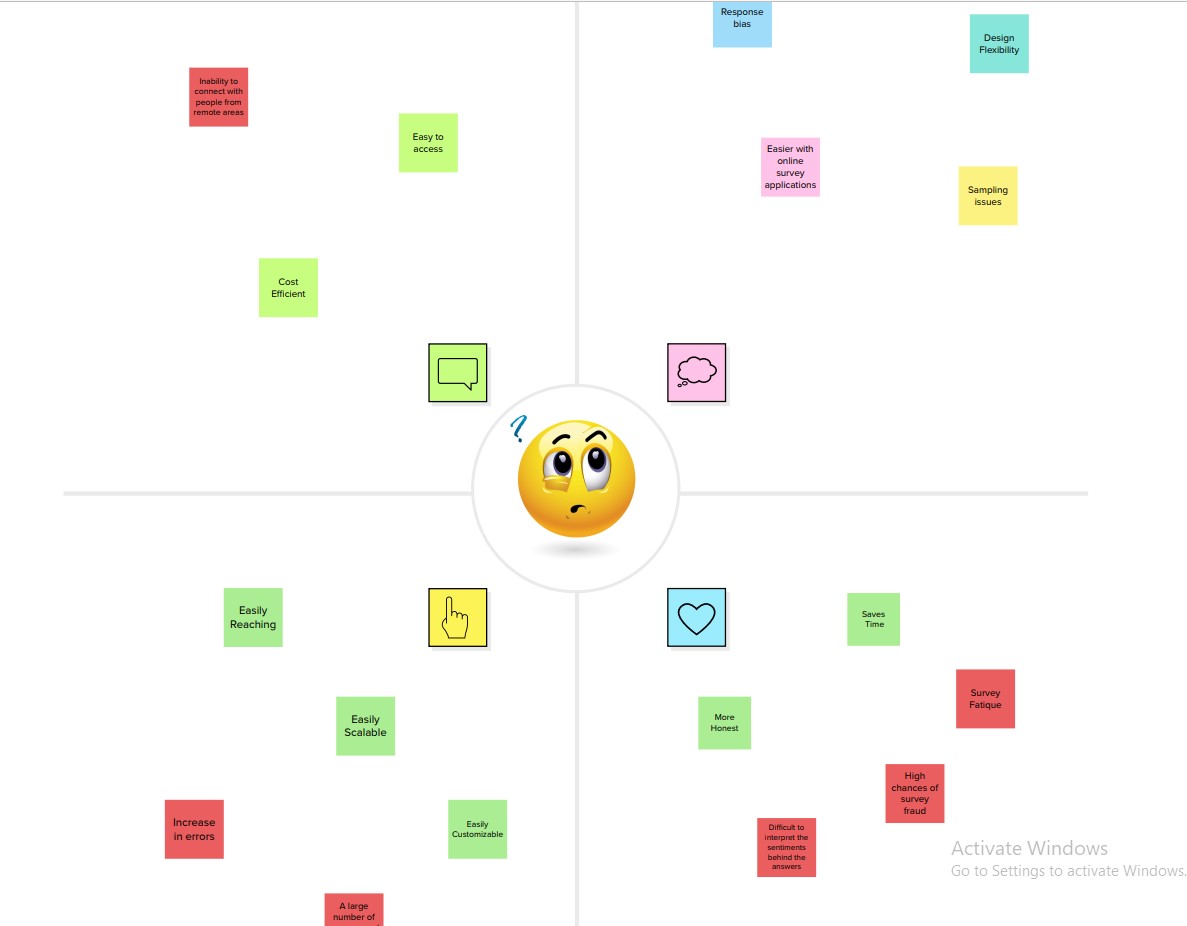 Response
bias
Design
Flexibility
Inability to
connect with
people from
remote areas
Easy to
access
Easier with
online
survey
applications
Sampling
issues
Cost
Efficient
?
Easily
Reaching
Saves
Time
Easily
Scalable
Survey
Fatique
More
Honest
High
chances of
survey
fraud
Increase
in errors
Easily
Customizable
Difficult to
interpret the
sentiments
behind the
answers
A large
number of
Activate Windows
Go to Settings to activate Windows.